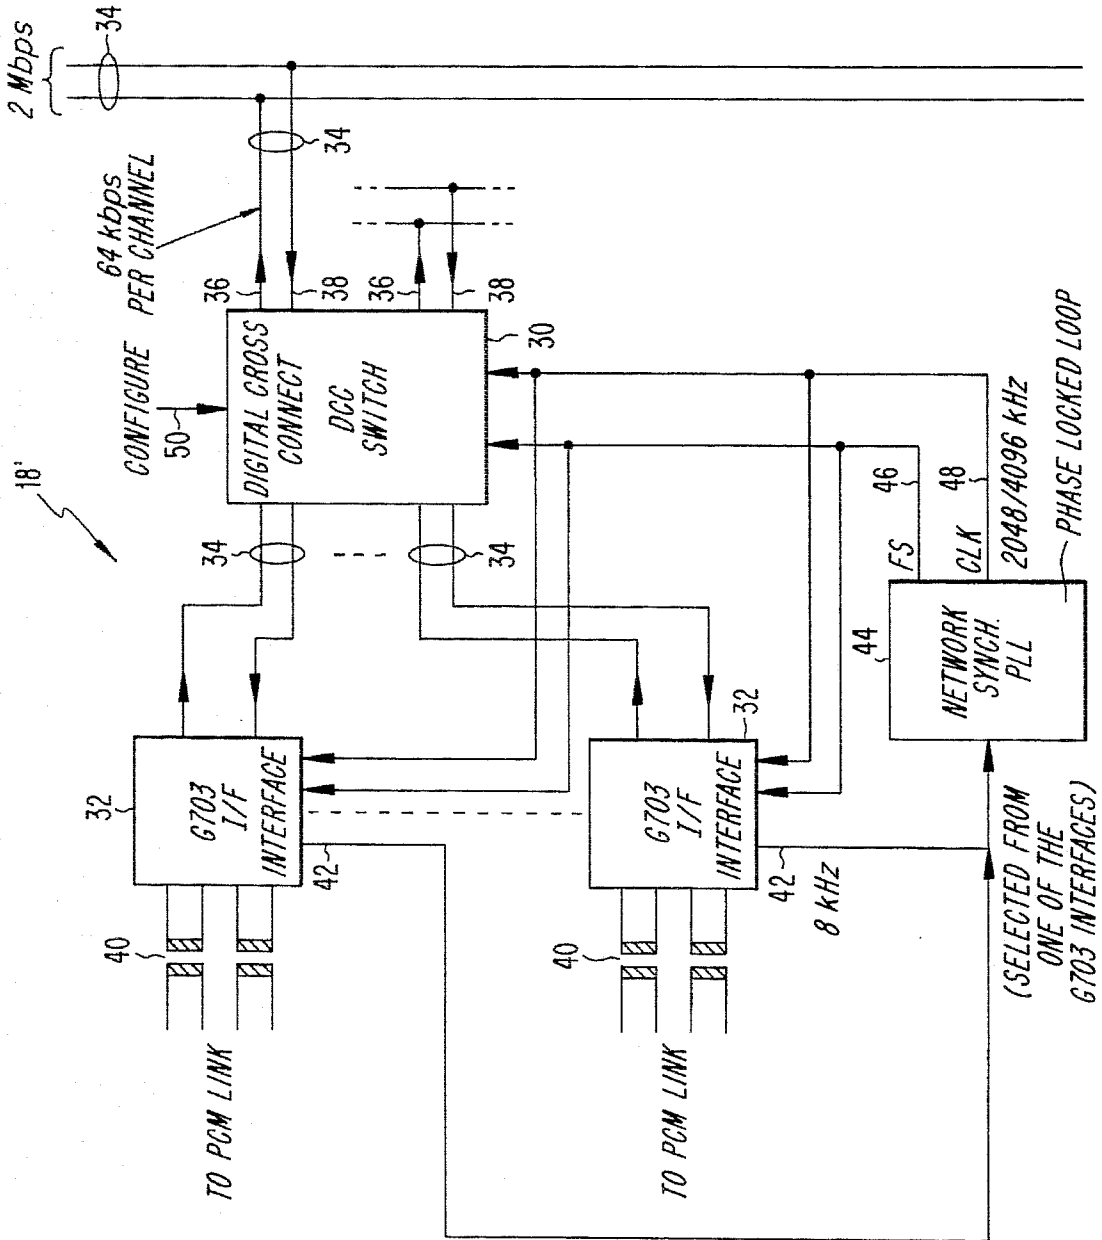 2 Mbps
34
64 kbps
PER CHANNEL
34
36
38
36
38
CONFIGURE
50
18'
DIGITAL CROSS
CONNECT
DCC
SWITCH
30
34
34
32
G703
I/F
INTERFACE
42
40
TO PCM LINK
32
G703
I/F
INTERFACE
42
8 kHz
40
TO PCM LINK
FS
46
CLK
48
2048/4096 kHz
44
NETWORK
SYNCH.
PLL
PHASE LOCKED LOOP
(SELECTED FROM
ONE OF THE
G703 INTERFACES)